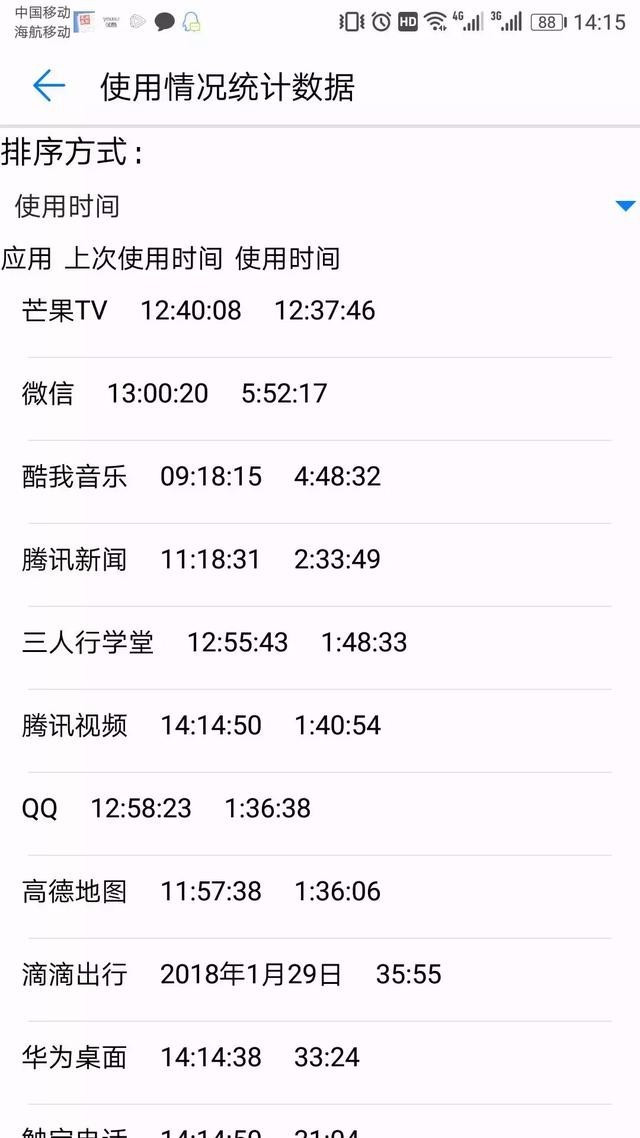 中国移动
海航移动
HD 4G 3G 88 14:15
使用情况统计数据
排序方式:
使用时间
应用 上次使用时间 使用时间
芒果TV 12:40:08 12:37:46
微信 13:00:20 5:52:17
酷我音乐 09:18:15 4:48:32
腾讯新闻 11:18:31 2:33:49
三人行学堂 12:55:43 1:48:33
腾讯视频 14:14:50 1:40:54
QQ 12:58:23 1:36:38
高德地图 11:57:38 1:36:06
滴滴出行 2018年1月29日 35:55
华为桌面 14:14:38 33:24